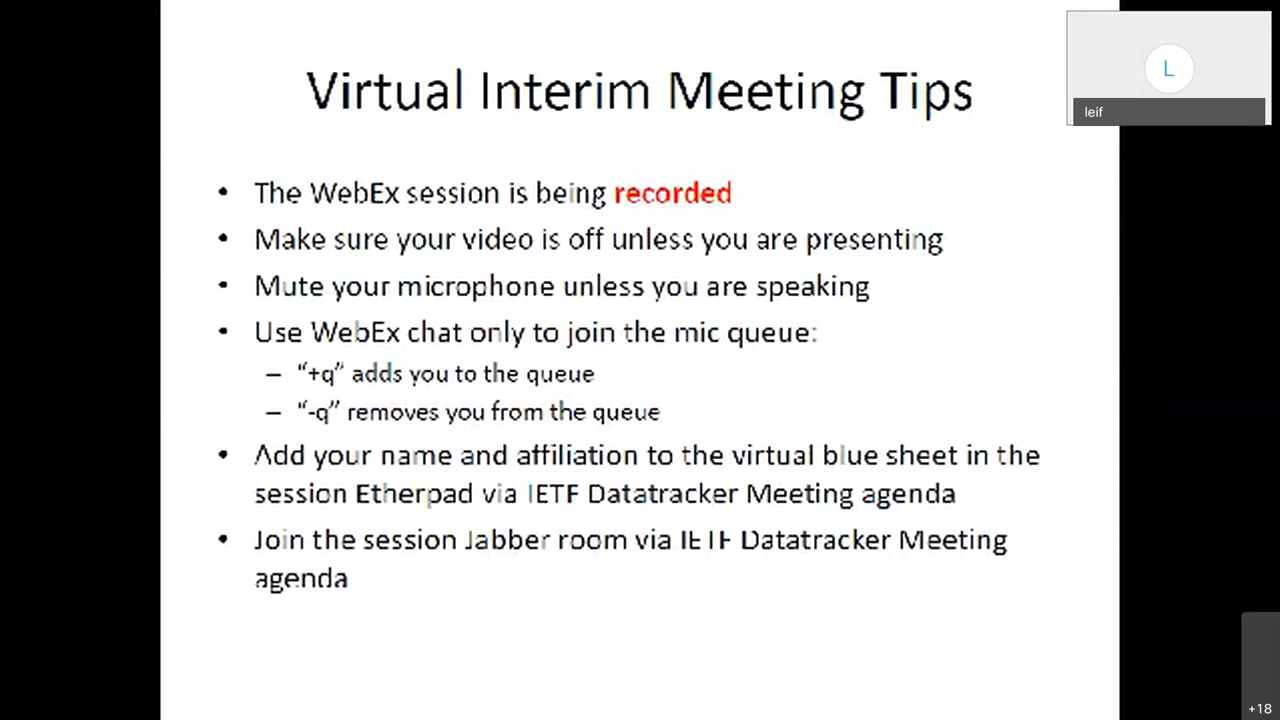 Virtual Interim Meeting Tips
L
leif
• The WebEx session is being recorded
• Make sure your video is off unless you are presenting
• Mute your microphone unless you are speaking
• Use WebEx chat only to join the mic queue:
– “+q” adds you to the queue
– “-q” removes you from the queue
• Add your name and affiliation to the virtual blue sheet in the
session Etherpad via IETF Datatracker Meeting agenda
• Join the session Jabber room via IETF Datatracker Meeting
agenda
+18